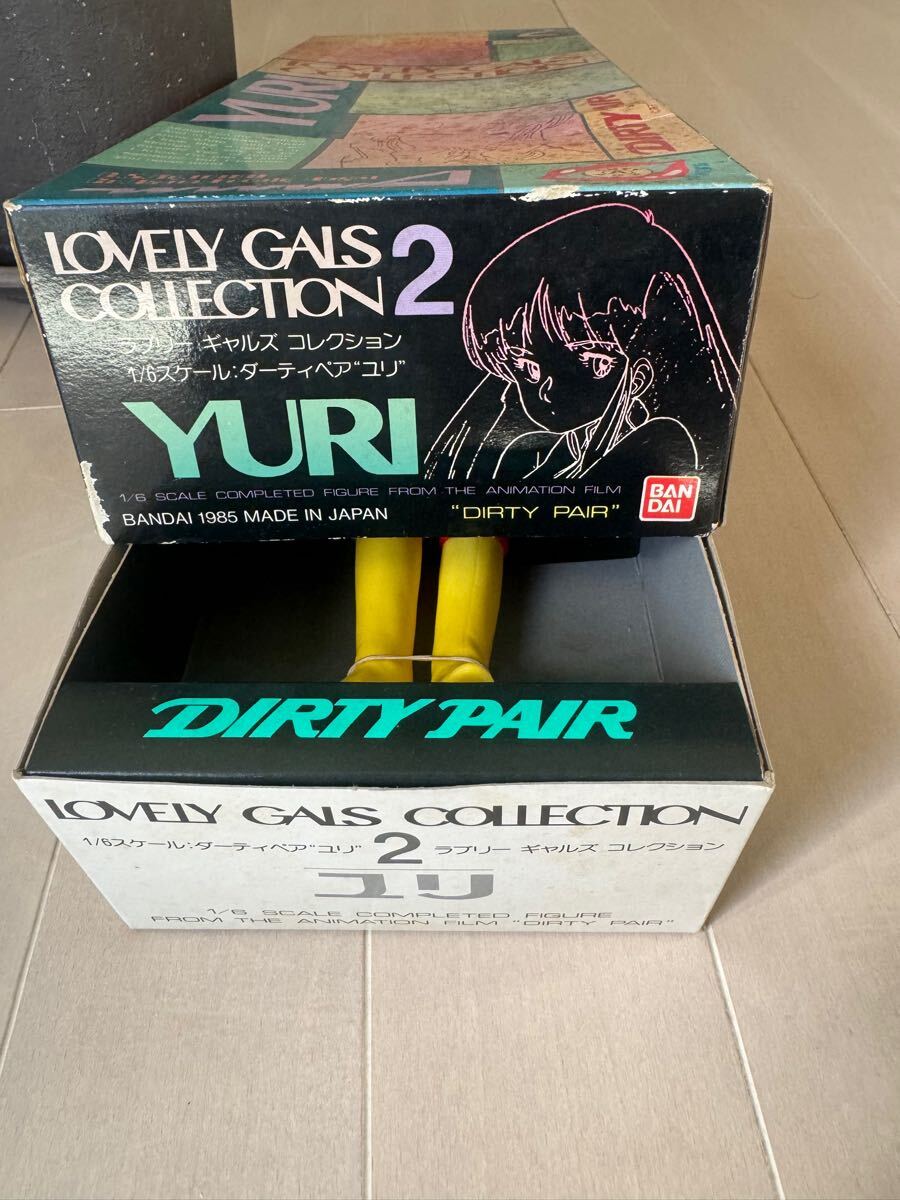 LOVELY GALS
COLLECTION
YURI
DIRTY PAIR
LOVELY GALS
COLLECTION 2
ラブリー ギャルズ コレクション
1/6スケール:ダーティペア"ユリ"
YURI
1/6 SCALE COMPLETED FIGURE FROM THE ANIMATION FILM
BANDAI 1985 MADE IN JAPAN "DIRTY PAIR"
BAN
DAI
DIRTY PAIR
LOVELY GALS COLLECTION
1/6スケール:ダーティペア"ユリ" 2 ラブリー ギャルズ コレクション
ユリ
1/6 SCALE COMPLETED FIGURE
FROM THE ANIMATION FILM "DIRTY PAIR"